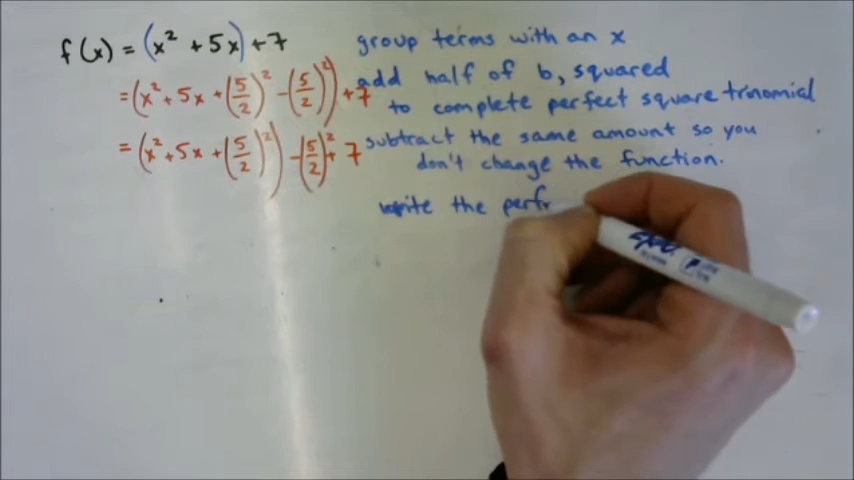 f(x) = (x² + 5x) + 7
= (x² + 5x + (5/2)² - (5/2)²) + 7
= (x² + 5x + (5/2)²) - (5/2)² + 7
group terms with an x
add half of b, squared
to complete perfect square trinomial
subtract the same amount so you
don't change the function.
write the perf
EXPO